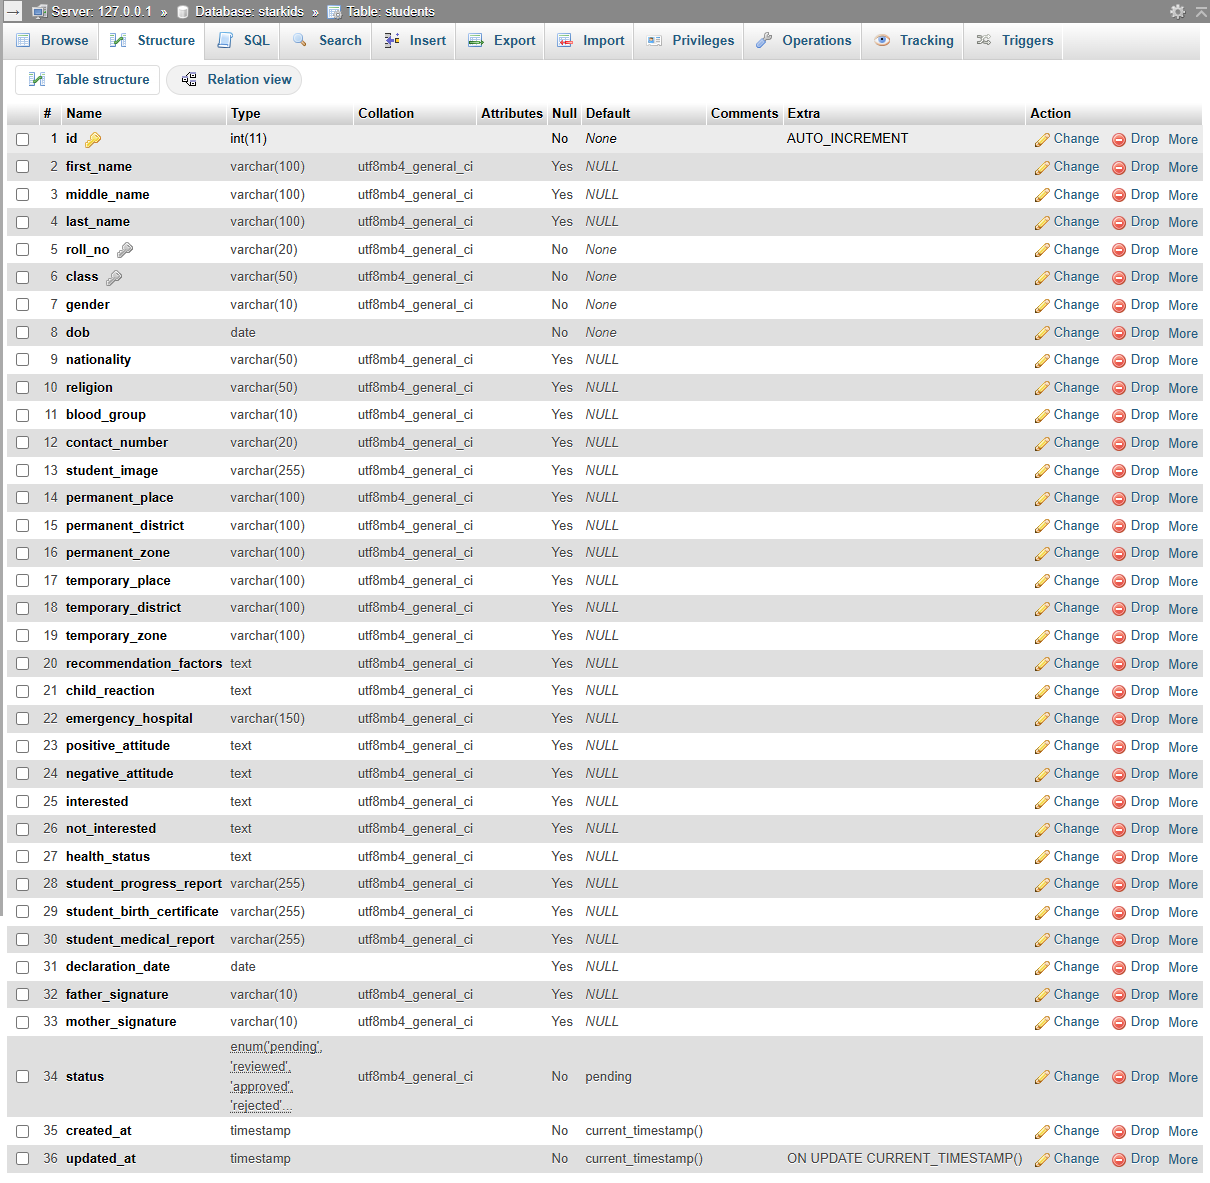 Server: 127.0.0.1 » Database: starkids » Table: students
Browse Structure SQL Search Insert Export Import Privileges Operations Tracking Triggers
Table structure Relation view
# Name Type Collation Attributes Null Default Comments Extra Action
1 id int(11) No None AUTO_INCREMENT Change Drop More
2 first_name varchar(100) utf8mb4_general_ci Yes NULL Change Drop More
3 middle_name varchar(100) utf8mb4_general_ci Yes NULL Change Drop More
4 last_name varchar(100) utf8mb4_general_ci Yes NULL Change Drop More
5 roll_no varchar(20) utf8mb4_general_ci No None Change Drop More
6 class varchar(50) utf8mb4_general_ci No None Change Drop More
7 gender varchar(10) utf8mb4_general_ci No None Change Drop More
8 dob date No None Change Drop More
9 nationality varchar(50) utf8mb4_general_ci Yes NULL Change Drop More
10 religion varchar(50) utf8mb4_general_ci Yes NULL Change Drop More
11 blood_group varchar(10) utf8mb4_general_ci Yes NULL Change Drop More
12 contact_number varchar(20) utf8mb4_general_ci Yes NULL Change Drop More
13 student_image varchar(255) utf8mb4_general_ci Yes NULL Change Drop More
14 permanent_place varchar(100) utf8mb4_general_ci Yes NULL Change Drop More
15 permanent_district varchar(100) utf8mb4_general_ci Yes NULL Change Drop More
16 permanent_zone varchar(100) utf8mb4_general_ci Yes NULL Change Drop More
17 temporary_place varchar(100) utf8mb4_general_ci Yes NULL Change Drop More
18 temporary_district varchar(100) utf8mb4_general_ci Yes NULL Change Drop More
19 temporary_zone varchar(100) utf8mb4_general_ci Yes NULL Change Drop More
20 recommendation_factors text utf8mb4_general_ci Yes NULL Change Drop More
21 child_reaction text utf8mb4_general_ci Yes NULL Change Drop More
22 emergency_hospital varchar(150) utf8mb4_general_ci Yes NULL Change Drop More
23 positive_attitude text utf8mb4_general_ci Yes NULL Change Drop More
24 negative_attitude text utf8mb4_general_ci Yes NULL Change Drop More
25 interested text utf8mb4_general_ci Yes NULL Change Drop More
26 not_interested text utf8mb4_general_ci Yes NULL Change Drop More
27 health_status text utf8mb4_general_ci Yes NULL Change Drop More
28 student_progress_report varchar(255) utf8mb4_general_ci Yes NULL Change Drop More
29 student_birth_certificate varchar(255) utf8mb4_general_ci Yes NULL Change Drop More
30 student_medical_report varchar(255) utf8mb4_general_ci Yes NULL Change Drop More
31 declaration_date date Yes NULL Change Drop More
32 father_signature varchar(10) utf8mb4_general_ci Yes NULL Change Drop More
33 mother_signature varchar(10) utf8mb4_general_ci Yes NULL Change Drop More
enum('pending',
'reviewed',
34 status utf8mb4_general_ci No pending Change Drop More
'approved',
'rejected'...
35 created_at timestamp No current_timestamp() Change Drop More
36 updated_at timestamp No current_timestamp() ON UPDATE CURRENT_TIMESTAMP() Change Drop More